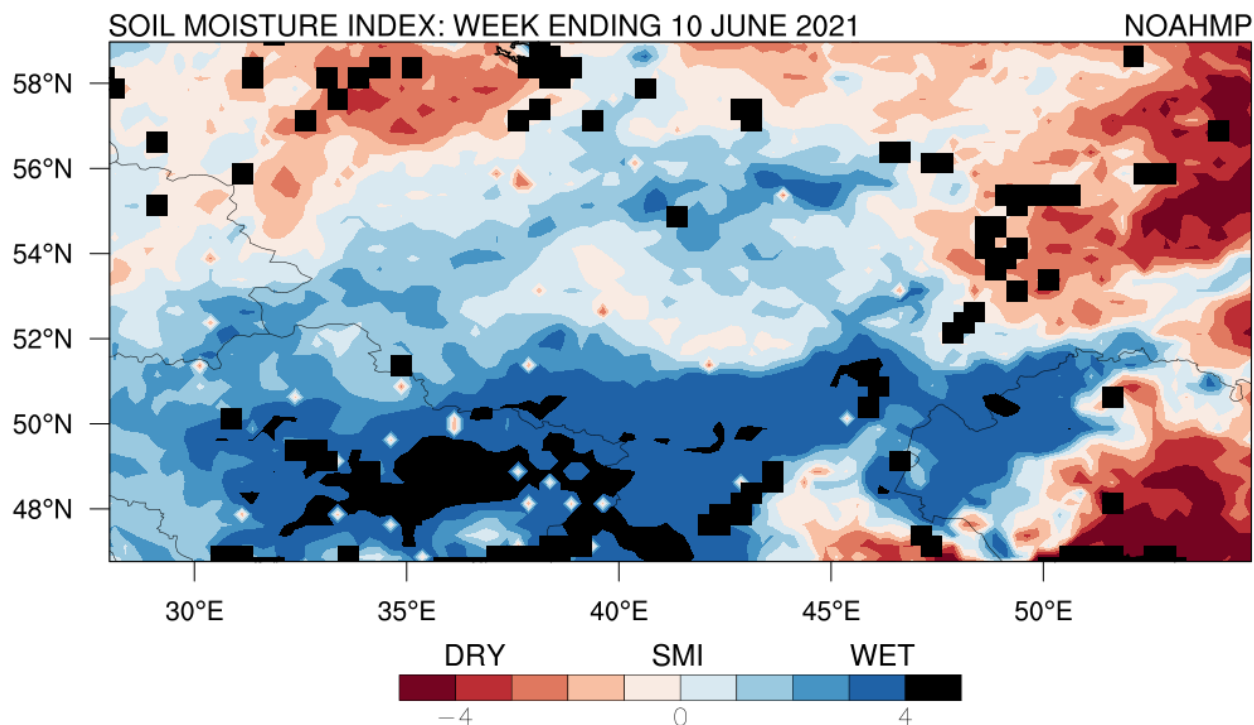 SOIL MOISTURE INDEX: WEEK ENDING 10 JUNE 2021 NOAHMP
58°N
56°N
54°N
52°N
50°N
48°N
30°E 35°E 40°E 45°E 50°E
DRY SMI WET
−4 0 4